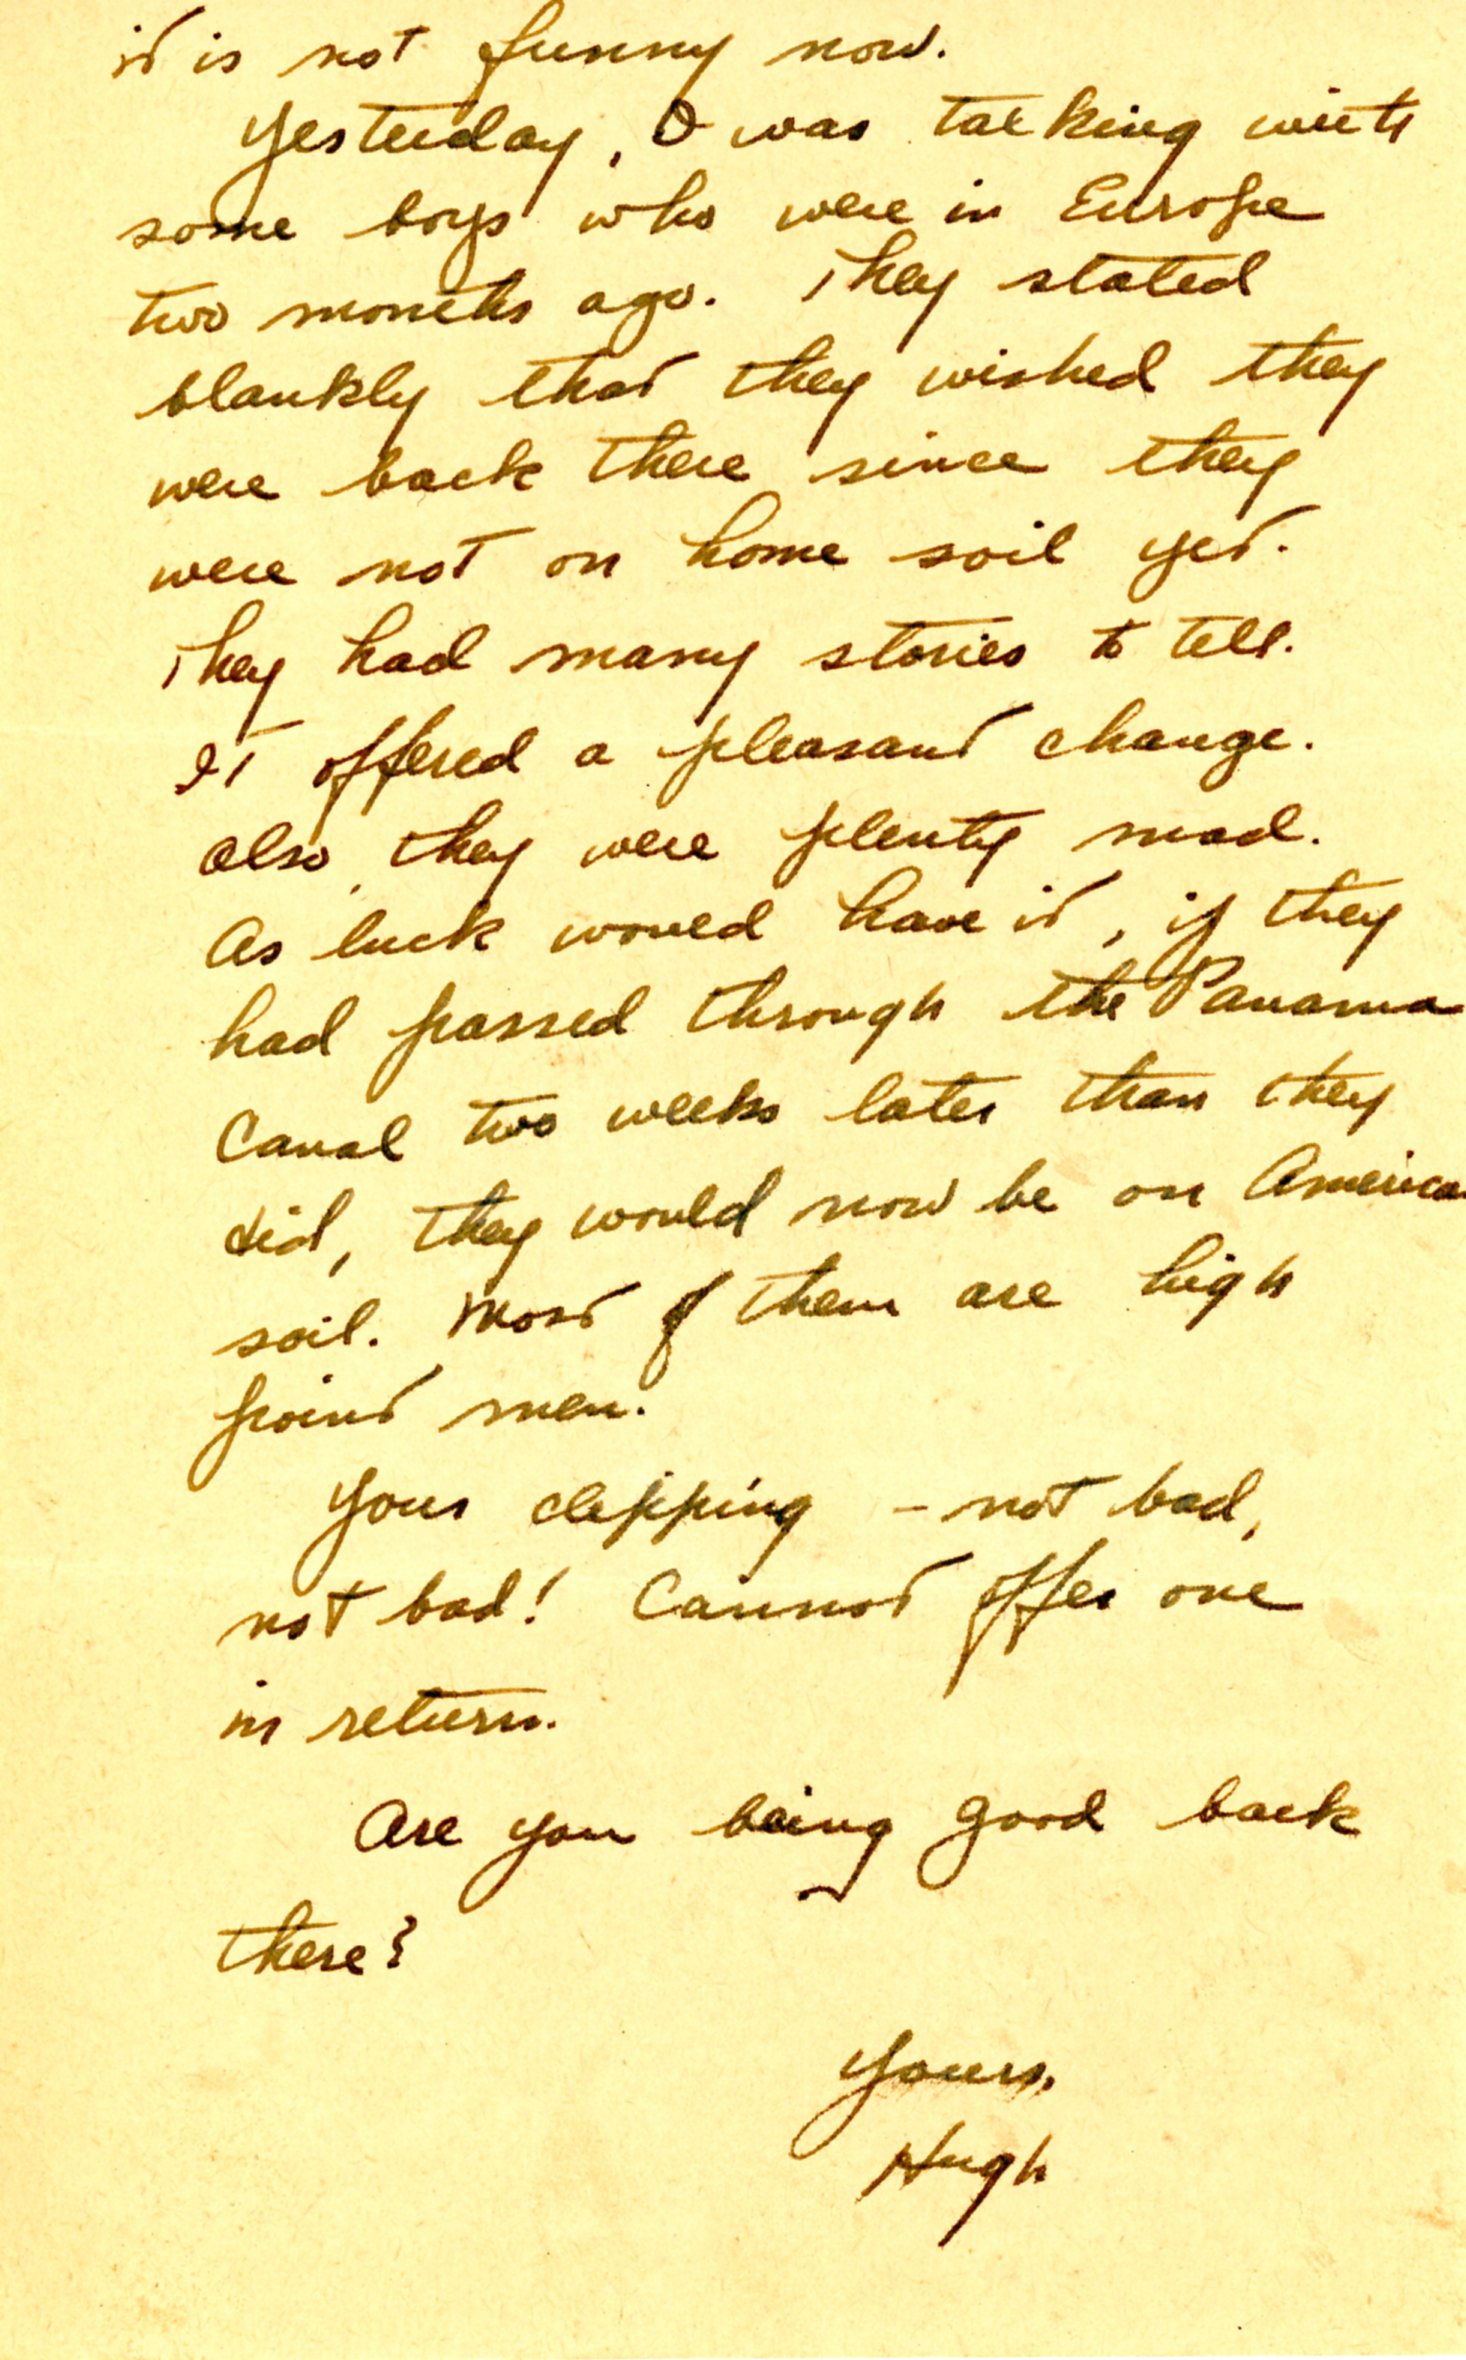 it is not funny now.
Yesterday, I was talking with
some boys who were in Europe
two months ago. They stated
blankly that they wished they
were back there since they
were not on home soil yet.
They had many stories to tell.
It offered a pleasant change.
Also, they were plenty mad.
As luck would have it, if they
had passed through the Panama
Canal two weeks later than they
did, they would now be on American
soil. Most of them are high
point men.
Your clipping - not bad,
not bad! Cannot offer one
in return.
Are you being good back
there?
Yours,
Hugh